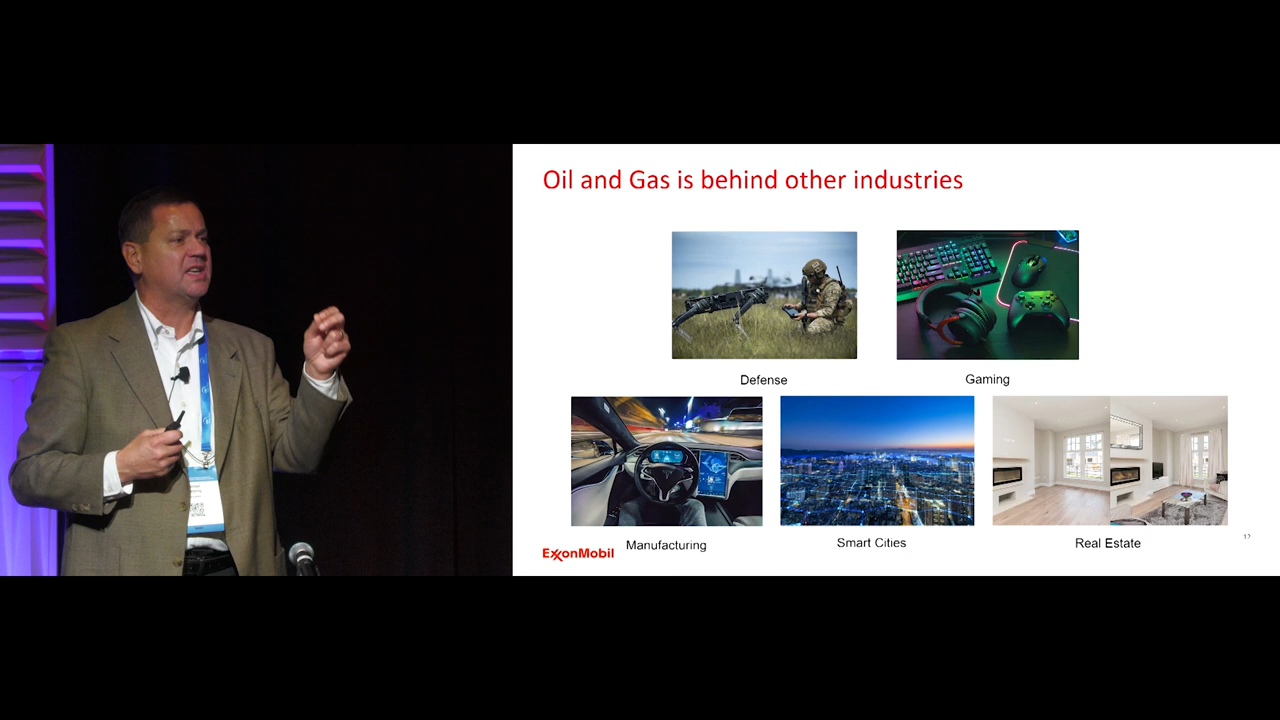 Oil and Gas is behind other industries
Defense
Gaming
Manufacturing
Smart Cities
Real Estate
ExxonMobil